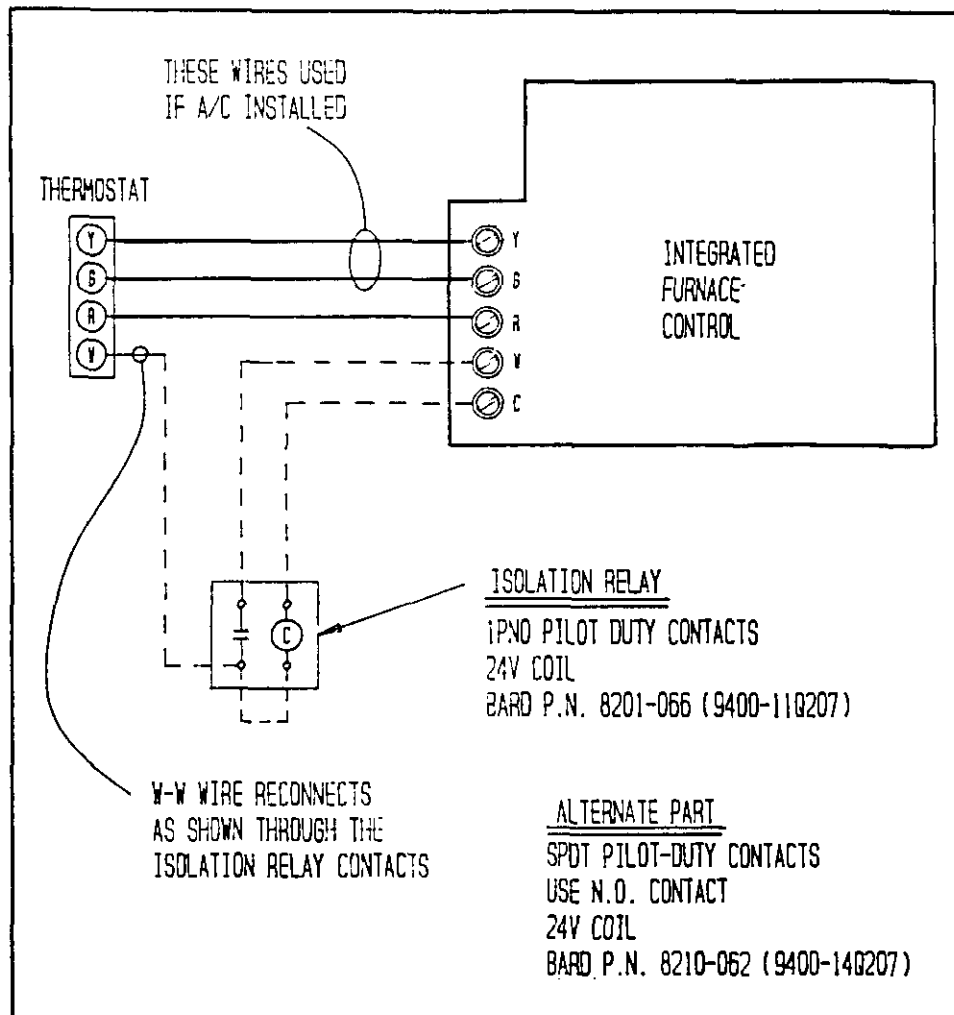 THESE WIRES USED
IF A/C INSTALLED
THERMOSTAT
Y
G
R
W
Y
G
R
W
C
INTEGRATED
FURNACE
CONTROL
C
ISOLATION RELAY
1PNO PILOT DUTY CONTACTS
24V COIL
BARD P.N. 8201-066 (9400-11Q207)
W-W WIRE RECONNECTS
AS SHOWN THROUGH THE
ISOLATION RELAY CONTACTS
ALTERNATE PART
SPDT PILOT-DUTY CONTACTS
USE N.O. CONTACT
24V COIL
BARD P.N. 8210-062 (9400-14Q207)